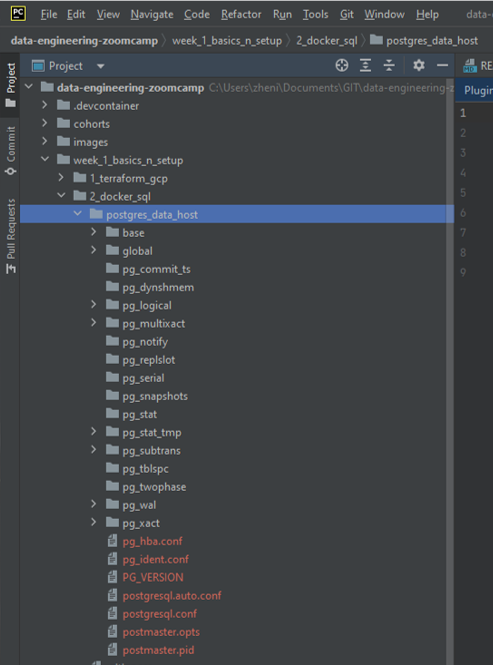 PC File Edit View Navigate Code Refactor Run Tools Git Window Help data-
data-engineering-zoomcamp week_1_basics_n_setup 2_docker_sql postgres_data_host
Project Project RE
data-engineering-zoomcamp C:\Users\zheni\Documents\GIT\data-engineering-z Plugin
.devcontainer 1
cohorts 2
images 3
week_1_basics_n_setup 4
1_terraform_gcp 5
2_docker_sql
postgres_data_host 6
base 7
global 8
pg_commit_ts 9
pg_dynshmem
pg_logical
pg_multixact
pg_notify
pg_replslot
pg_serial
pg_snapshots
pg_stat
pg_stat_tmp
pg_subtrans
pg_tblspc
pg_twophase
pg_wal
pg_xact
pg_hba.conf
pg_ident.conf
PG_VERSION
postgresql.auto.conf
postgresql.conf
postmaster.opts
postmaster.pid
Commit
Pull Requests